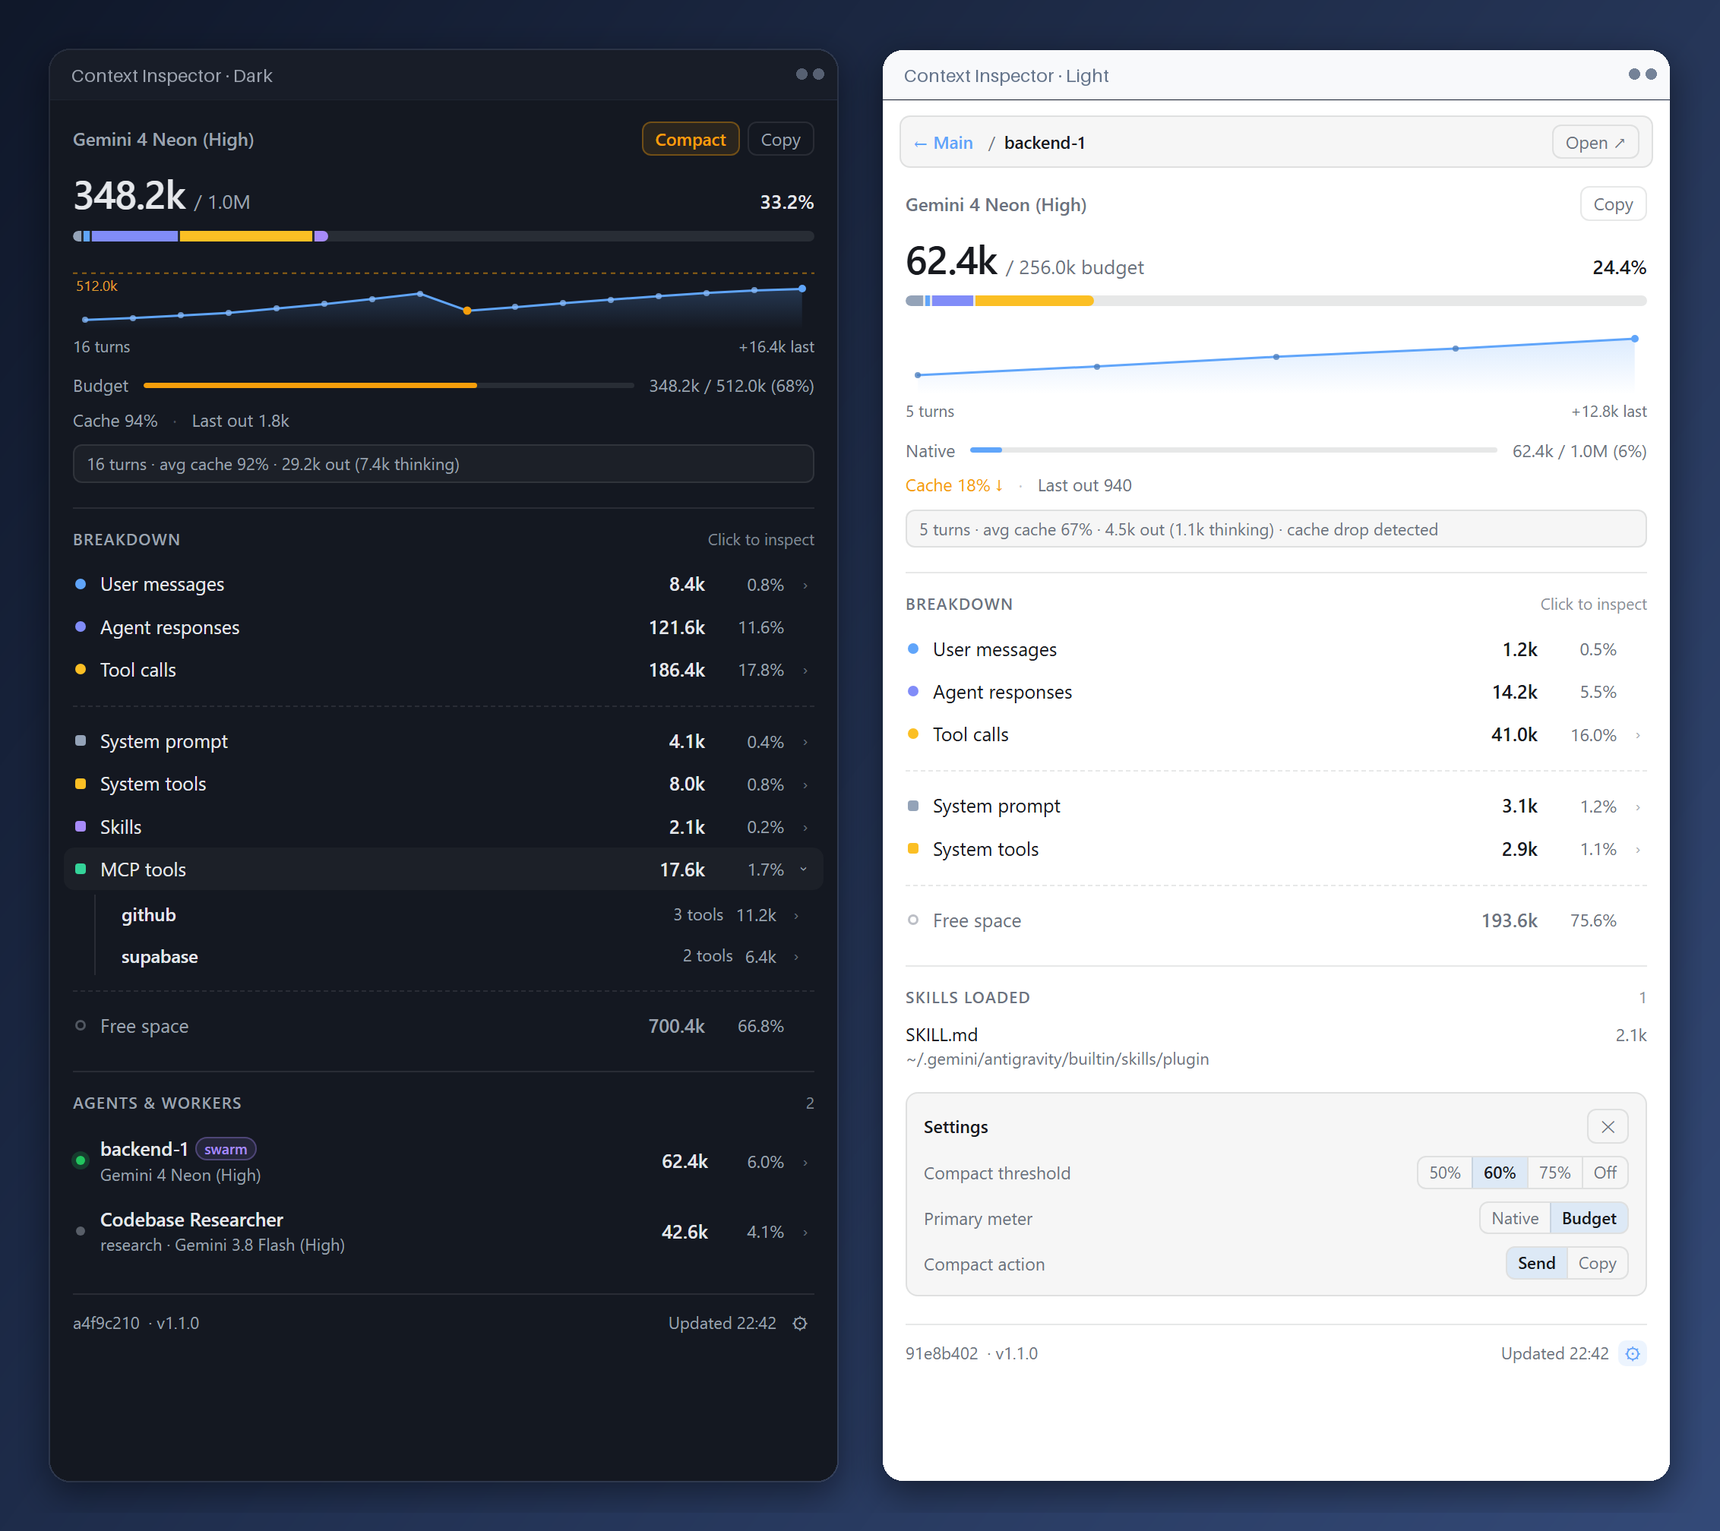 Context Inspector · Dark
Gemini 4 Neon (High)
Compact
Copy
348.2k / 1.0M
33.2%
512.0k
16 turns
+16.4k last
Budget
348.2k / 512.0k (68%)
Cache 94% · Last out 1.8k
16 turns · avg cache 92% · 29.2k out (7.4k thinking)
BREAKDOWN
Click to inspect
User messages 8.4k 0.8% ›
Agent responses 121.6k 11.6%
Tool calls 186.4k 17.8% ›
System prompt 4.1k 0.4% ›
System tools 8.0k 0.8% ›
Skills 2.1k 0.2% ›
MCP tools 17.6k 1.7%
github 3 tools 11.2k ›
supabase 2 tools 6.4k ›
Free space 700.4k 66.8%
AGENTS & WORKERS 2
backend-1 swarm
Gemini 4 Neon (High)
62.4k 6.0% ›
Codebase Researcher
research · Gemini 3.8 Flash (High)
42.6k 4.1% ›
a4f9c210 · v1.1.0
Updated 22:42
Context Inspector · Light
← Main / backend-1
Open ↗
Gemini 4 Neon (High)
Copy
62.4k / 256.0k budget
24.4%
5 turns
+12.8k last
Native
62.4k / 1.0M (6%)
Cache 18% ↓ · Last out 940
5 turns · avg cache 67% · 4.5k out (1.1k thinking) · cache drop detected
BREAKDOWN
Click to inspect
User messages 1.2k 0.5%
Agent responses 14.2k 5.5%
Tool calls 41.0k 16.0% ›
System prompt 3.1k 1.2% ›
System tools 2.9k 1.1% ›
Free space 193.6k 75.6%
SKILLS LOADED 1
SKILL.md 2.1k
~/.gemini/antigravity/builtin/skills/plugin
Settings
Compact threshold 50% 60% 75% Off
Primary meter Native Budget
Compact action Send Copy
91e8b402 · v1.1.0
Updated 22:42